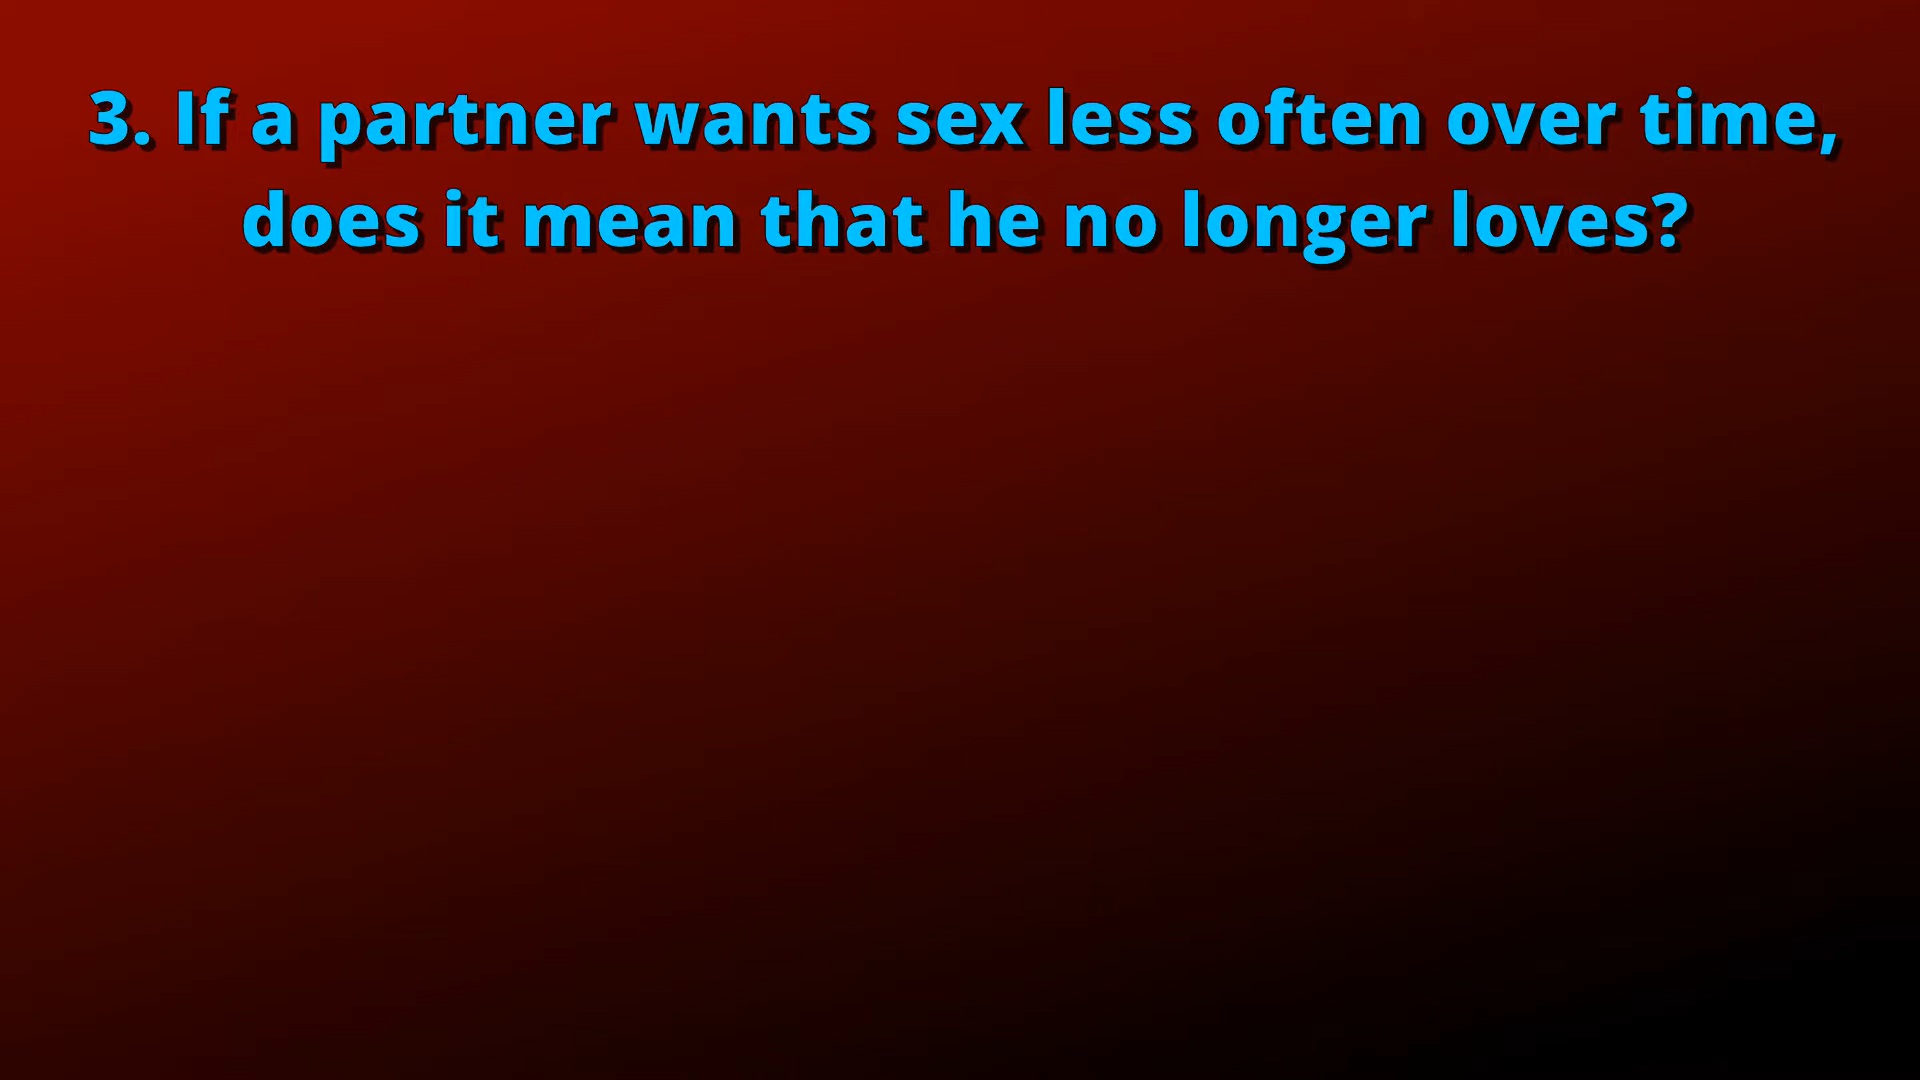 3. If a partner wants sex less often over time,
does it mean that he no longer loves?